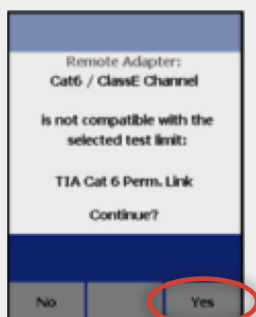 Remote Adapter:
Cat6 / ClassE Channel
is not compatible with the
selected test limit:
TIA Cat 6 Perm. Link
Continue?
No
Yes